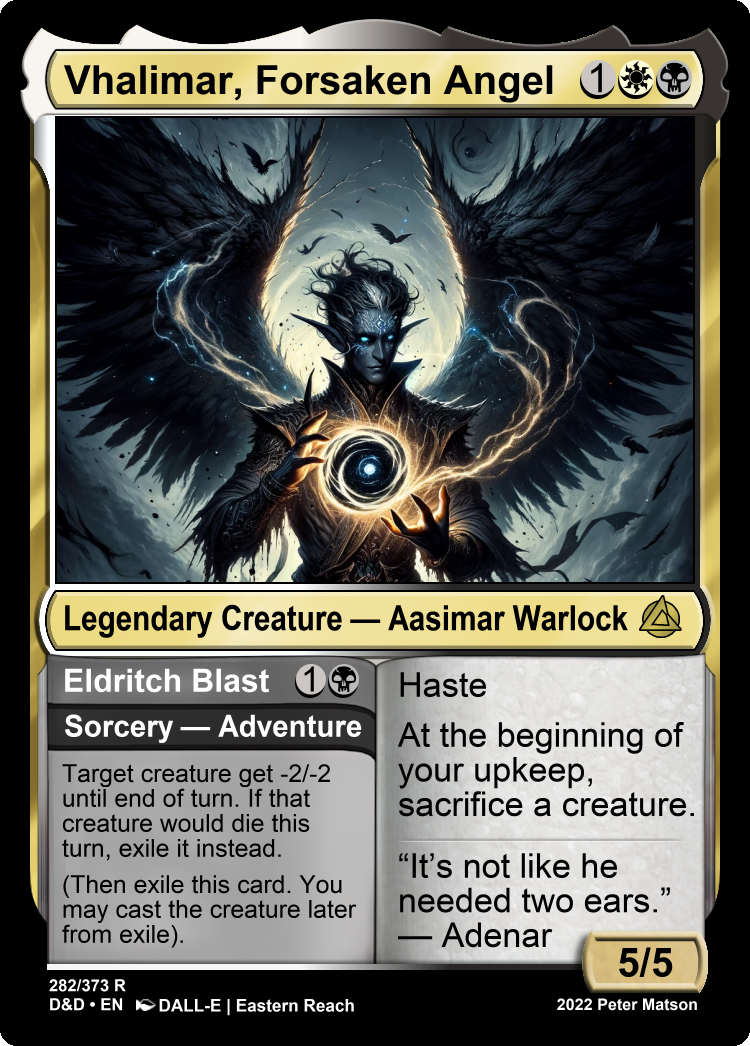 Vhalimar, Forsaken Angel 1
Legendary Creature — Aasimar Warlock
Eldritch Blast 1
Sorcery — Adventure
Target creature get -2/-2
until end of turn. If that
creature would die this
turn, exile it instead.
(Then exile this card. You
may cast the creature later
from exile).
Haste
At the beginning of
your upkeep,
sacrifice a creature.
“It’s not like he
needed two ears.”
— Adenar
5/5
282/373 R
D&D • EN DALL-E | Eastern Reach
2022 Peter Matson